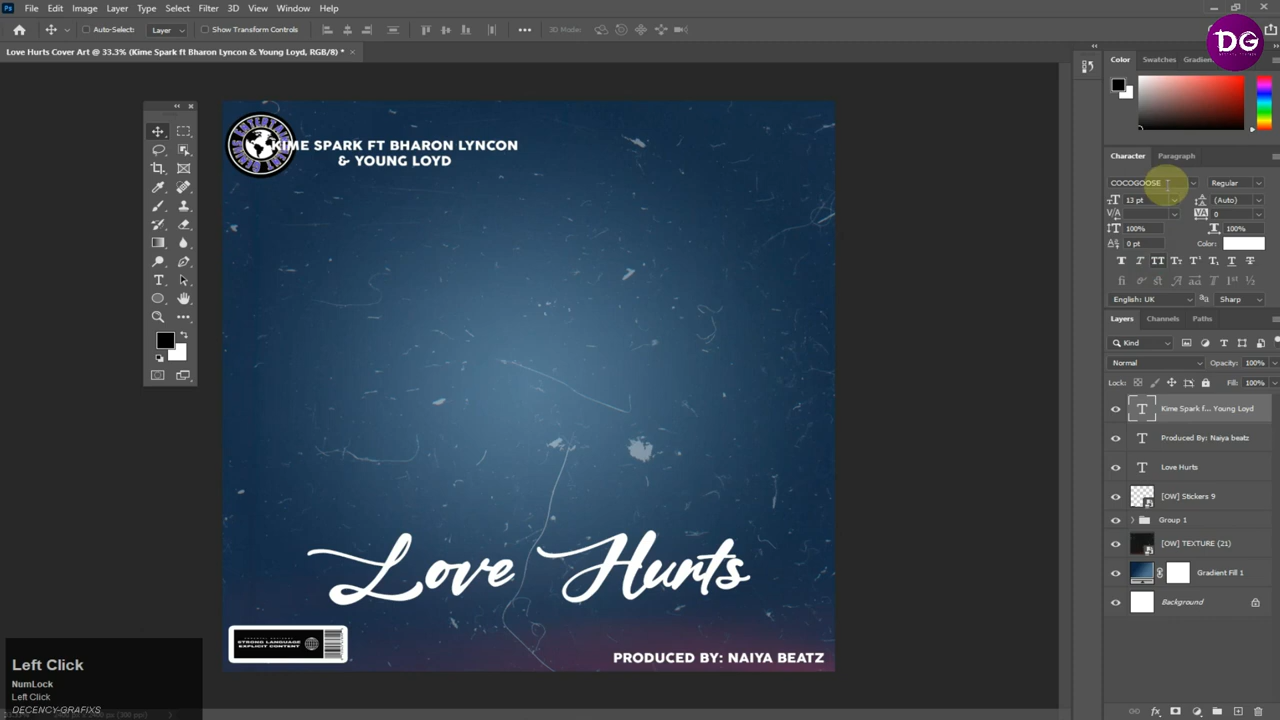 Ps File Edit Image Layer Type Select Filter 3D View Window Help
Auto-Select: Layer Show Transform Controls 3D Mode:
DG
Love Hurts Cover Art @ 33.3% (Kime Spark ft Bharon Lyncon & Young Loyd, RGB/8) * ×
Color Swatches
KIME SPARK FT BHARON LYNCON
& YOUNG LOYD
Character Paragraph
COCOGOOSE Regular
13 pt (Auto)
0
100% 100%
0 pt Color:
English: UK Sharp
Layers Channels Paths
Kind
Normal Opacity: 100%
Lock: Fill: 100%
Kime Spark f... Young Loyd
Produced By: Naiya beatz
Love Hurts
[OW] Stickers 9
Group 1
[OW] TEXTURE (21)
Gradient Fill 1
Background
Love Hurts
STRONG LANGUAGE
EXPLICIT CONTENT
PRODUCED BY: NAIYA BEATZ
Left Click
NumLock
Left Click
DECENCY-GRAFIXS